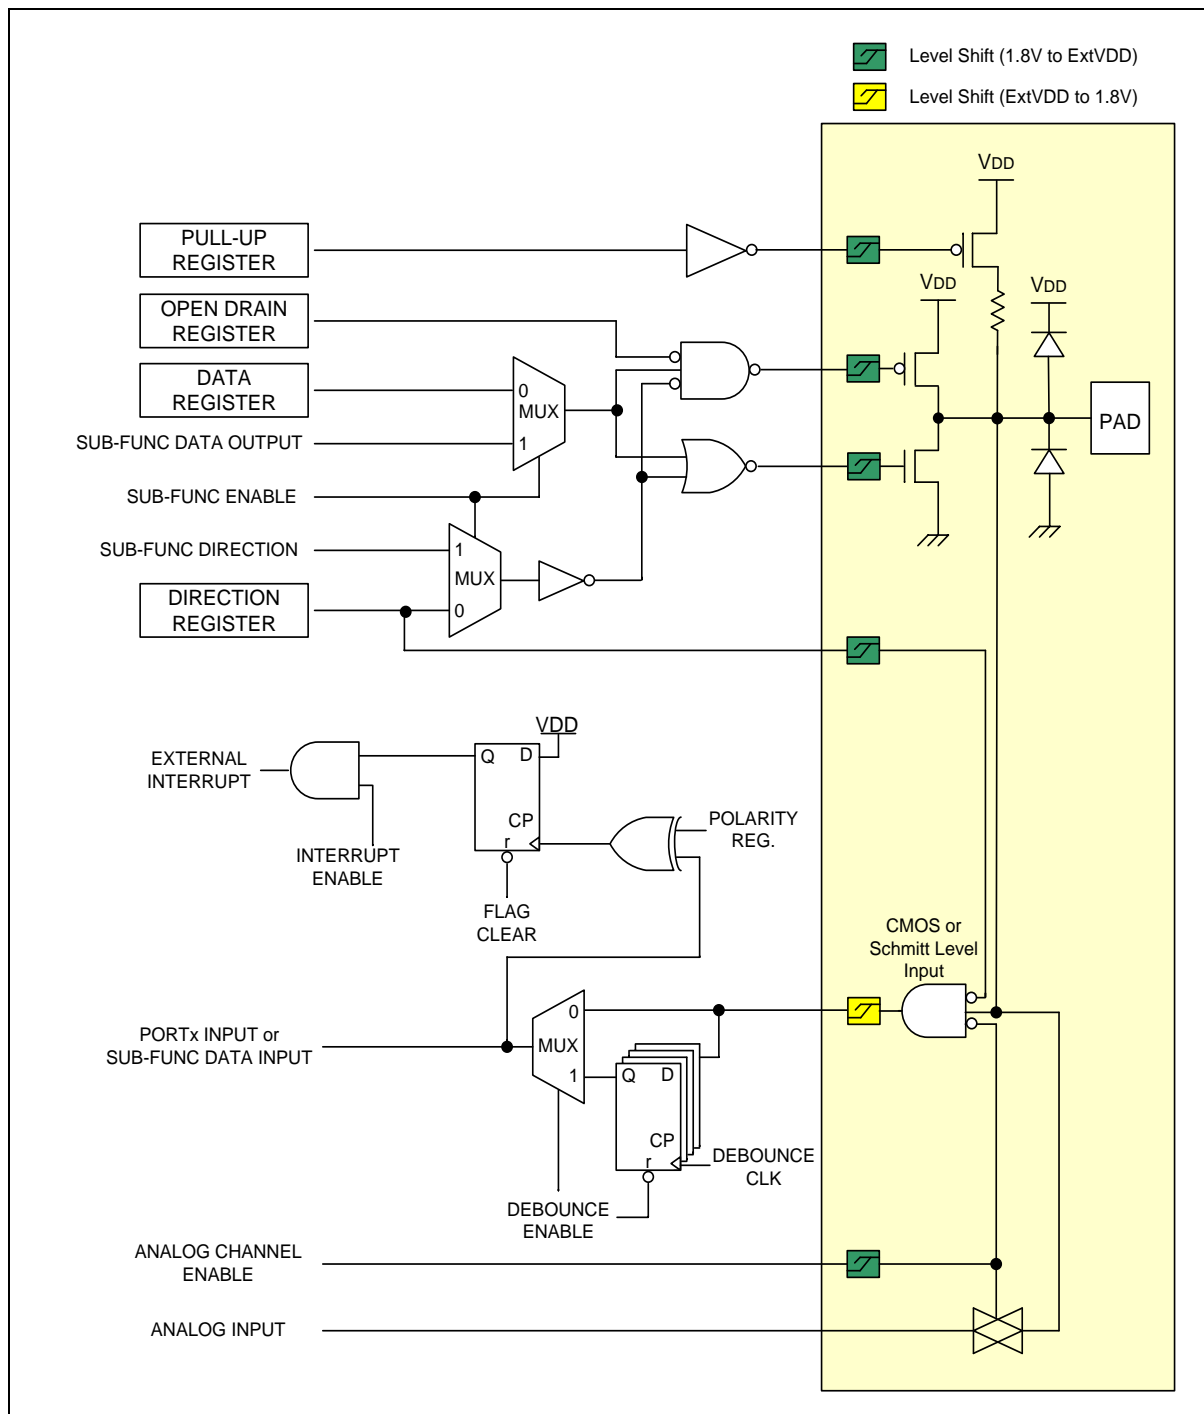 Level Shift (1.8V to ExtVDD)
Level Shift (ExtVDD to 1.8V)
VDD
PULL-UP
REGISTER
VDD
VDD
OPEN DRAIN
REGISTER
DATA
REGISTER
0
MUX
1
PAD
SUB-FUNC DATA OUTPUT
SUB-FUNC ENABLE
SUB-FUNC DIRECTION
1
MUX
0
DIRECTION
REGISTER
VDD
EXTERNAL
INTERRUPT
Q D
CP
r
POLARITY
REG.
INTERRUPT
ENABLE
FLAG
CLEAR
CMOS or
Schmitt Level
Input
PORTx INPUT or
SUB-FUNC DATA INPUT
0
MUX
1
Q D
CP
r
DEBOUNCE
CLK
DEBOUNCE
ENABLE
ANALOG CHANNEL
ENABLE
ANALOG INPUT